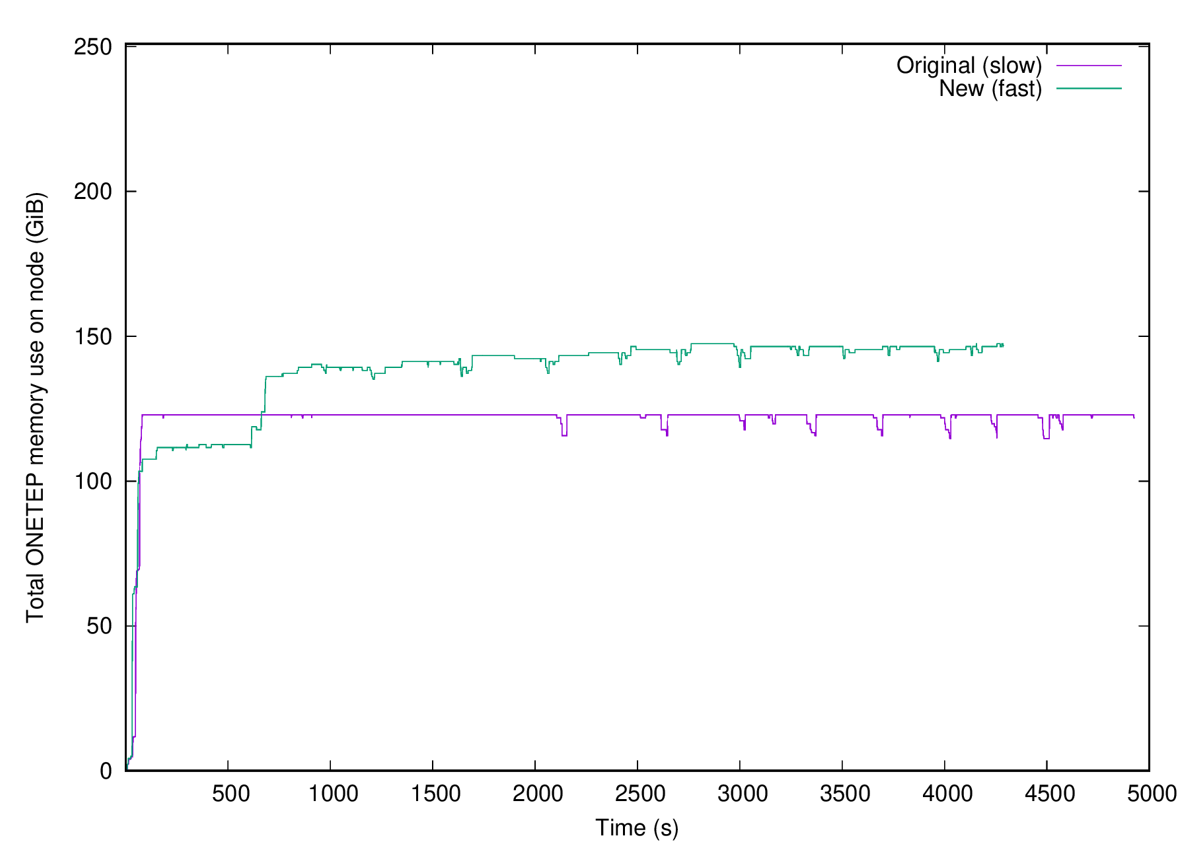 250
200
150
100
50
0
Total ONETEP memory use on node (GiB)
Original (slow)
New (fast)
500 1000 1500 2000 2500 3000 3500 4000 4500 5000
Time (s)